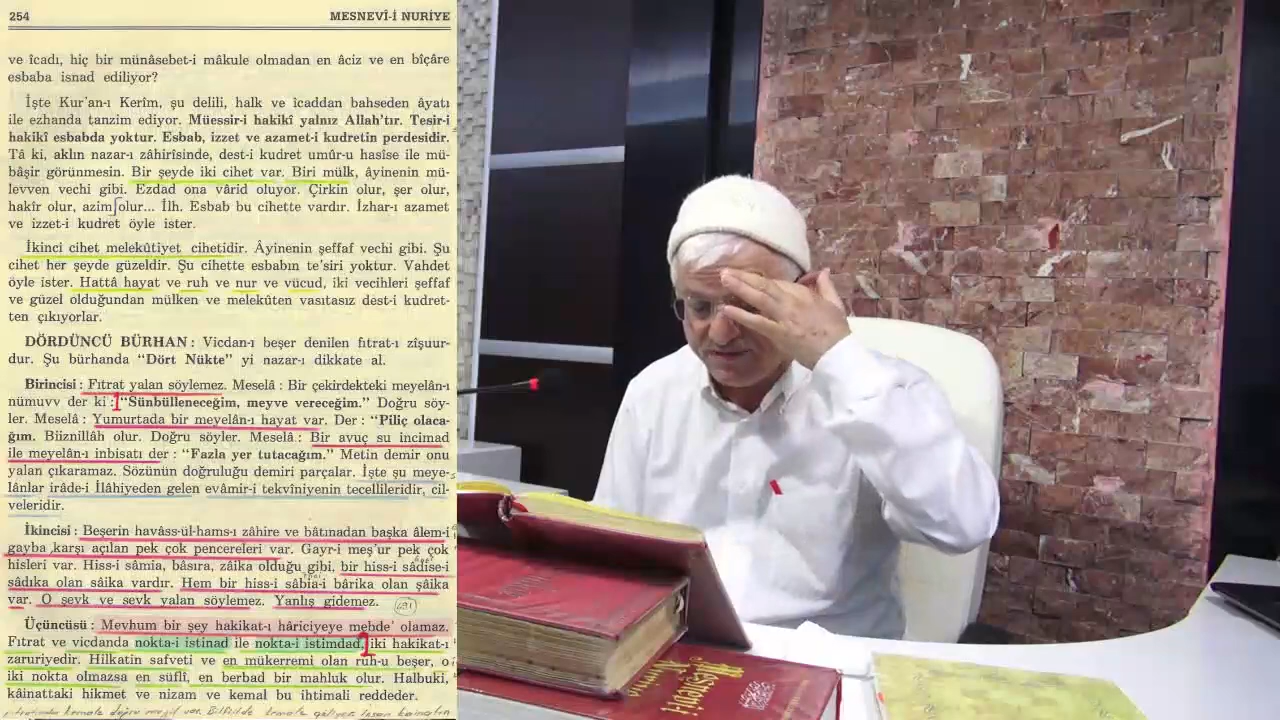 254 MESNEVÎ-İ NURİYE
ve îcadı, hiç bir münâsebet-i mâkule olmadan en âciz ve en bîçâre
esbaba isnad ediliyor?
İşte Kur'an-ı Kerîm, şu delili, halk ve îcaddan bahseden âyatı
ile ezhanda tanzim ediyor. Müessir-i hakikî yalnız Allah'tır. Tesir-i
hakikî esbabda yoktur. Esbab, izzet ve azamet-i kudretin perdesidir.
Tâ ki, aklın nazar-ı zâhirîsinde, dest-i kudret umûr-u hasise ile mü-
bâşir görünmesin. Bir şeyde iki cihet var. Biri mülk, âyinenin mü-
levven vechi gibi. Ezdad ona vârid oluyor. Çirkin olur, şer olur,
hakîr olur, azim olur... İlh. Esbab bu cihette vardır. İzhar-ı azamet
ve izzet-i kudret öyle ister.
İkinci cihet melekûtiyet cihetidir. Âyinenin şeffaf vechi gibi. Şu
cihet her şeyde güzeldir. Şu cihette esbabın te'siri yoktur. Vahdet
öyle ister. Hattâ hayat ve ruh ve nur ve vücud, iki vecihleri şeffaf
ve güzel olduğundan mülken ve melekûten vasıtasız dest-i kudret-
ten çıkıyorlar.
DÖRDÜNCÜ BÜRHAN: Vicdan-ı beşer denilen fıtrat-ı zîşuur-
dur. Şu bürhanda "Dört Nükte" yi nazar-ı dikkate al.
Birincisi: Fıtrat yalan söylemez. Meselâ: Bir çekirdekteki meyelân-ı
nümuvv der ki: "Sünbülleneceğim, meyve vereceğim." Doğru söy-
ler. Meselâ: Yumurtada bir meyelân-ı hayat var. Der: "Piliç olaca-
ğım. Biiznillâh olur. Doğru söyler. Meselâ: Bir avuç su incimad
ile meyelân-ı inbisatı der: "Fazla yer tutacağım." Metin demir onu
yalan çıkaramaz. Sözünün doğruluğu demiri parçalar. İşte şu meye-
lânlar irâde-i İlâhiyeden gelen evâmir-i tekvîniyenin tecellileridir, cil-
veleridir.
İkincisi: Beşerin havâss-ül-hams-ı zâhire ve bâtınadan başka âlem-i
gayba karşı açılan pek çok pencereleri var. Gayr-i meş'ur pek çok
hisleri var. Hiss-i sâmia, bâsıra, zâika olduğu gibi, bir hiss-i sâdise-i
sâdıka olan sâika vardır. Hem bir hiss-i sâbia-i bârika olan şâika
var. O şevk ve sevk yalan söylemez. Yanlış gidemez.
Üçüncüsü: Mevhum bir şey hakikat-ı hâriciyeye mebde' olamaz.
Fıtrat ve vicdanda nokta-i istinad ile nokta-i istimdad, iki hakikat-ı
zaruriyedir. Hilkatin safveti ve en mükerremi olan ruh-u beşer, o
iki nokta olmazsa en süflî, en berbad bir mahluk olur. Halbuki,
kâinattaki hikmet ve nizam ve kemal bu ihtimali reddeder.